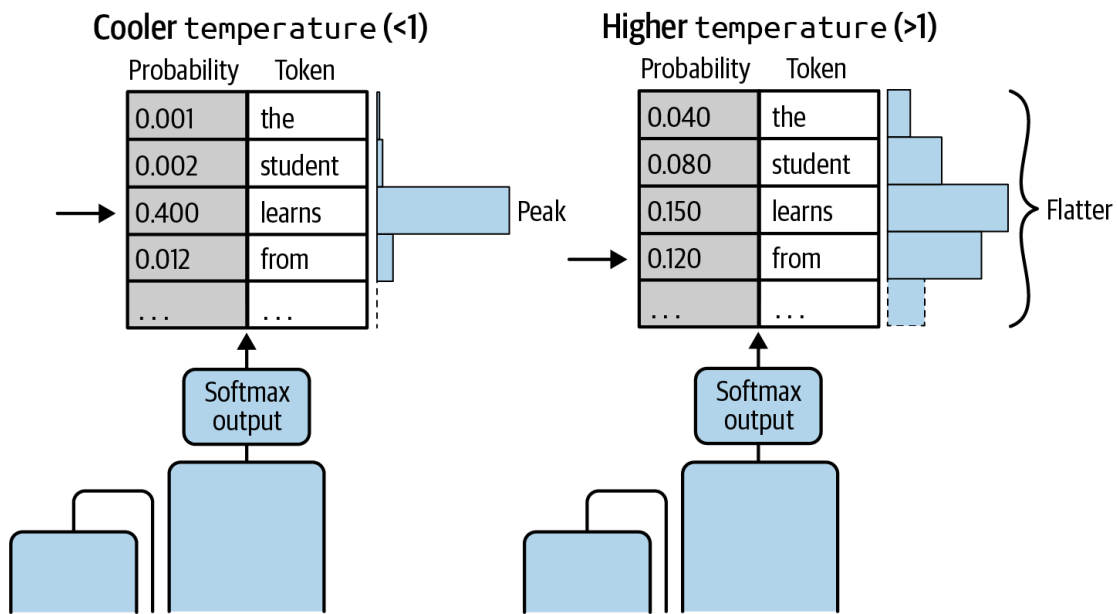 Cooler temperature (<1)
Probability Token
0.001 the
0.002 student
0.400 learns
0.012 from
... ...
Peak
Softmax
output
Higher temperature (>1)
Probability Token
0.040 the
0.080 student
0.150 learns
0.120 from
... ...
Flatter
Softmax
output